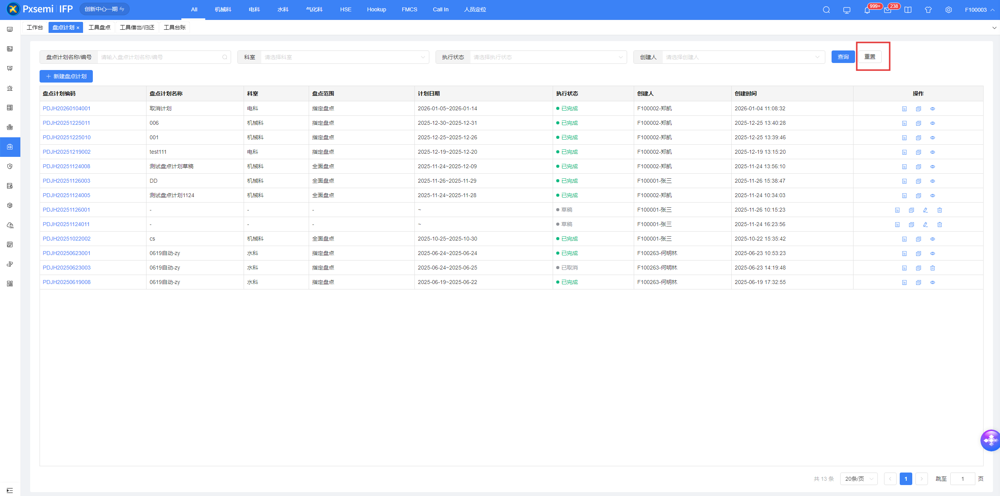 Pxsemi IFP 创新中心一期 All 机械科 电科 水科 气化科 HSE Hookup FMCS Call In 人员定位 999+ 238 F100003
工作台 盘点计划 × 工具盘点 工具借出/归还 工具台账
盘点计划名称/编号 请输入盘点计划名称/编号 科室 请选择科室 执行状态 请选择执行状态 创建人 请选择创建人 查询 重置
新建盘点计划
盘点计划编码 盘点计划名称 科室 盘点范围 计划日期 执行状态 创建人 创建时间 操作
PDJH20260104001 取消计划 电科 指定盘点 2026-01-05~2026-01-14 已完成 F100002-郑凯 2026-01-04 11:08:32
PDJH20251225011 006 机械科 指定盘点 2025-12-30~2025-12-31 已完成 F100002-郑凯 2025-12-25 13:40:28
PDJH20251225010 001 机械科 指定盘点 2025-12-25~2025-12-26 已完成 F100002-郑凯 2025-12-25 13:39:46
PDJH20251219002 test111 电科 指定盘点 2025-12-19~2025-12-20 已完成 F100002-郑凯 2025-12-19 13:15:20
PDJH20251124008 测试盘点计划草稿 机械科 全面盘点 2025-11-24~2025-12-09 已完成 F100002-郑凯 2025-11-24 13:56:10
PDJH20251126003 DD 机械科 全面盘点 2025-11-26~2025-11-29 已完成 F100001-张三 2025-11-26 15:38:47
PDJH20251124005 测试盘点计划1124 机械科 全面盘点 2025-11-24~2025-11-28 已完成 F100002-郑凯 2025-11-24 10:34:03
PDJH20251126001 - - - ~ 草稿 F100001-张三 2025-11-26 10:15:23
PDJH20251124011 - - - ~ 草稿 F100001-张三 2025-11-24 16:23:56
PDJH20251022002 cs 机械科 全面盘点 2025-10-25~2025-10-30 已完成 F100001-张三 2025-10-22 15:35:42
PDJH20250623001 0619自动-zy 水科 指定盘点 2025-06-24~2025-06-24 已完成 F100263-何明林 2025-06-23 10:53:23
PDJH20250623003 0619自动-zy 水科 指定盘点 2025-06-24~2025-06-25 已取消 F100263-何明林 2025-06-23 14:19:48
PDJH20250619008 0619自动-zy 水科 指定盘点 2025-06-19~2025-06-22 已完成 F100263-何明林 2025-06-19 17:32:55
共 13 条 20条/页 1 跳至 1 页